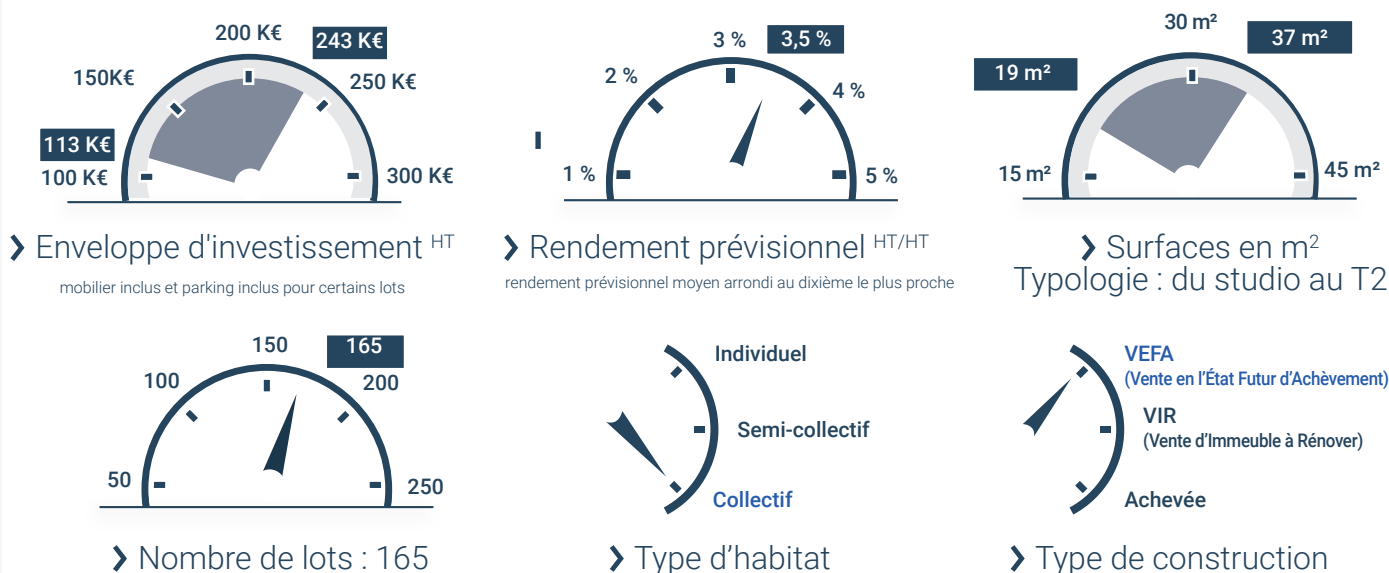 200 K€
243 K€
150K€
250 K€
113 K€
100 K€
300 K€
Enveloppe d'investissement HT
mobilier inclus et parking inclus pour certains lots
3 %
3,5 %
2 %
4 %
1 %
5 %
Rendement prévisionnel HT/HT
rendement prévisionnel moyen arrondi au dixième le plus proche
30 m²
37 m²
19 m²
15 m²
45 m²
Surfaces en m²
Typologie : du studio au T2
150
165
100
200
50
250
Nombre de lots : 165
Individuel
Semi-collectif
Collectif
Type d’habitat
VEFA
(Vente en l’État Futur d’Achèvement)
VIR
(Vente d’Immeuble à Rénover)
Achevée
Type de construction